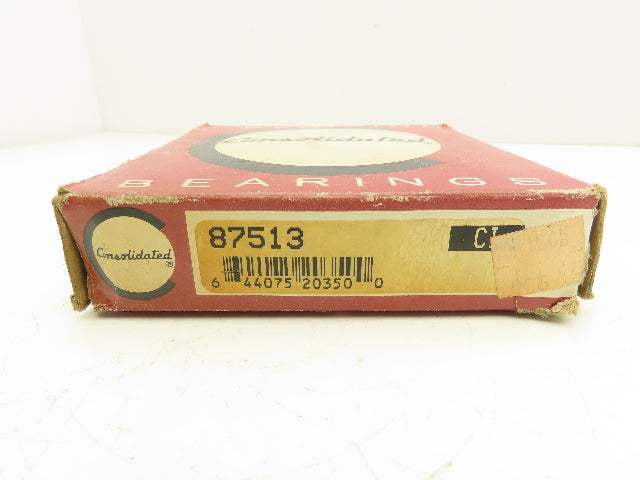 Consolidated
BEARINGS
Consolidated®
87513
6 44075 20350 0